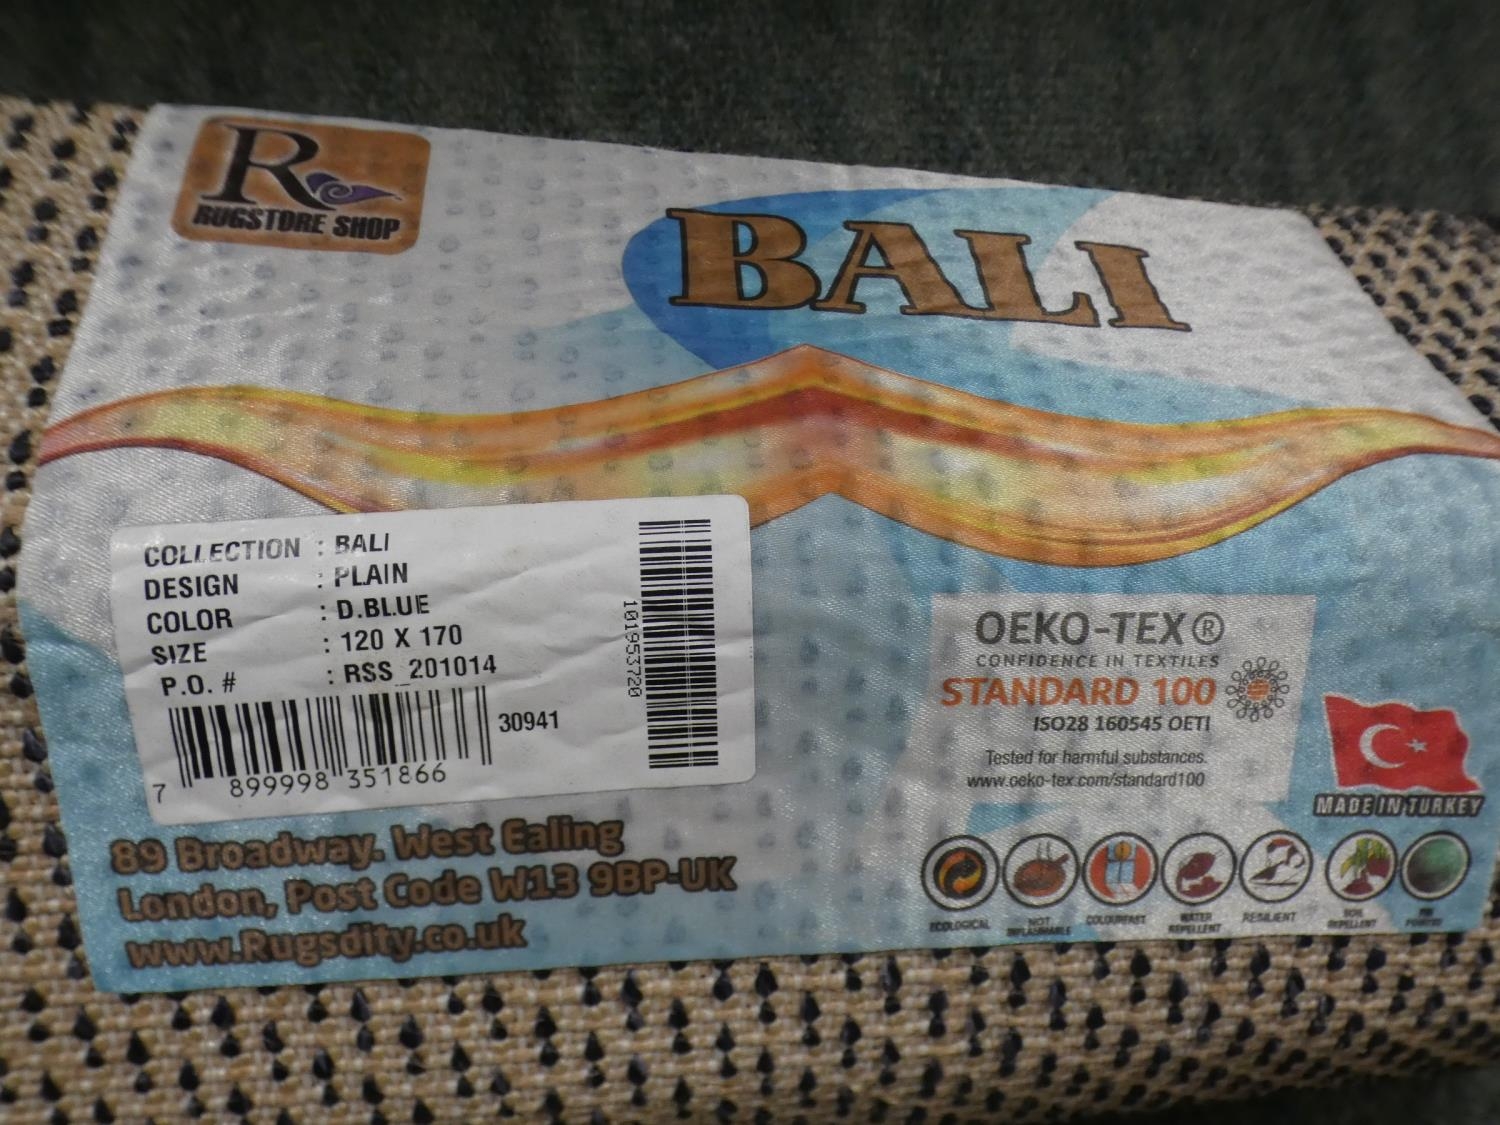 R
RUGSTORE SHOP
BALI
COLLECTION : BALI
DESIGN : PLAIN
COLOR : D.BLUE
SIZE : 120 X 170
P.O. # : RSS_201014
30941
7 899998 351866
101953720
89 Broadway. West Ealing
London, Post Code W13 9BP-UK
www.Rugsdity.co.uk
OEKO-TEX®
CONFIDENCE IN TEXTILES
STANDARD 100
ISO28 160545 OETI
Tested for harmful substances.
www.oeko-tex.com/standard100
MADE IN TURKEY
ECOLOGICAL
NOT
COLOURFAST
WATER
REPELLENT
RESILIENT
SOIL
REPELLENT